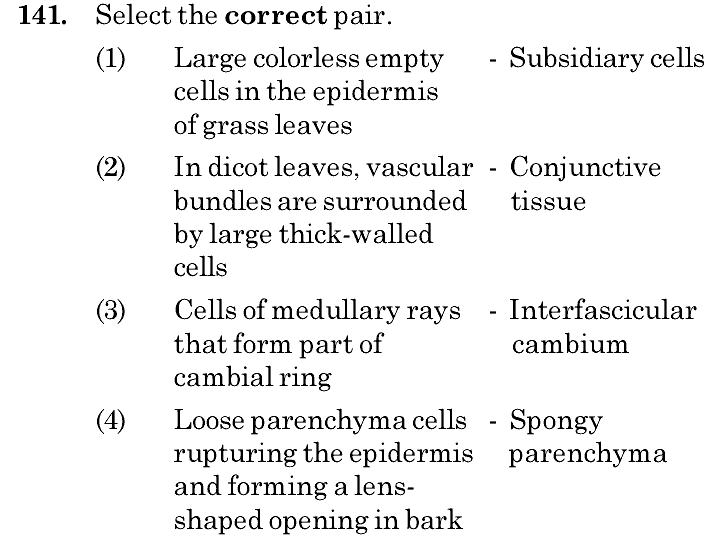 141. Select the correct pair.
(1) Large colorless empty - Subsidiary cells
cells in the epidermis
of grass leaves
(2) In dicot leaves, vascular - Conjunctive
bundles are surrounded tissue
by large thick-walled
cells
(3) Cells of medullary rays - Interfascicular
that form part of cambium
cambial ring
(4) Loose parenchyma cells - Spongy
rupturing the epidermis parenchyma
and forming a lens-
shaped opening in bark